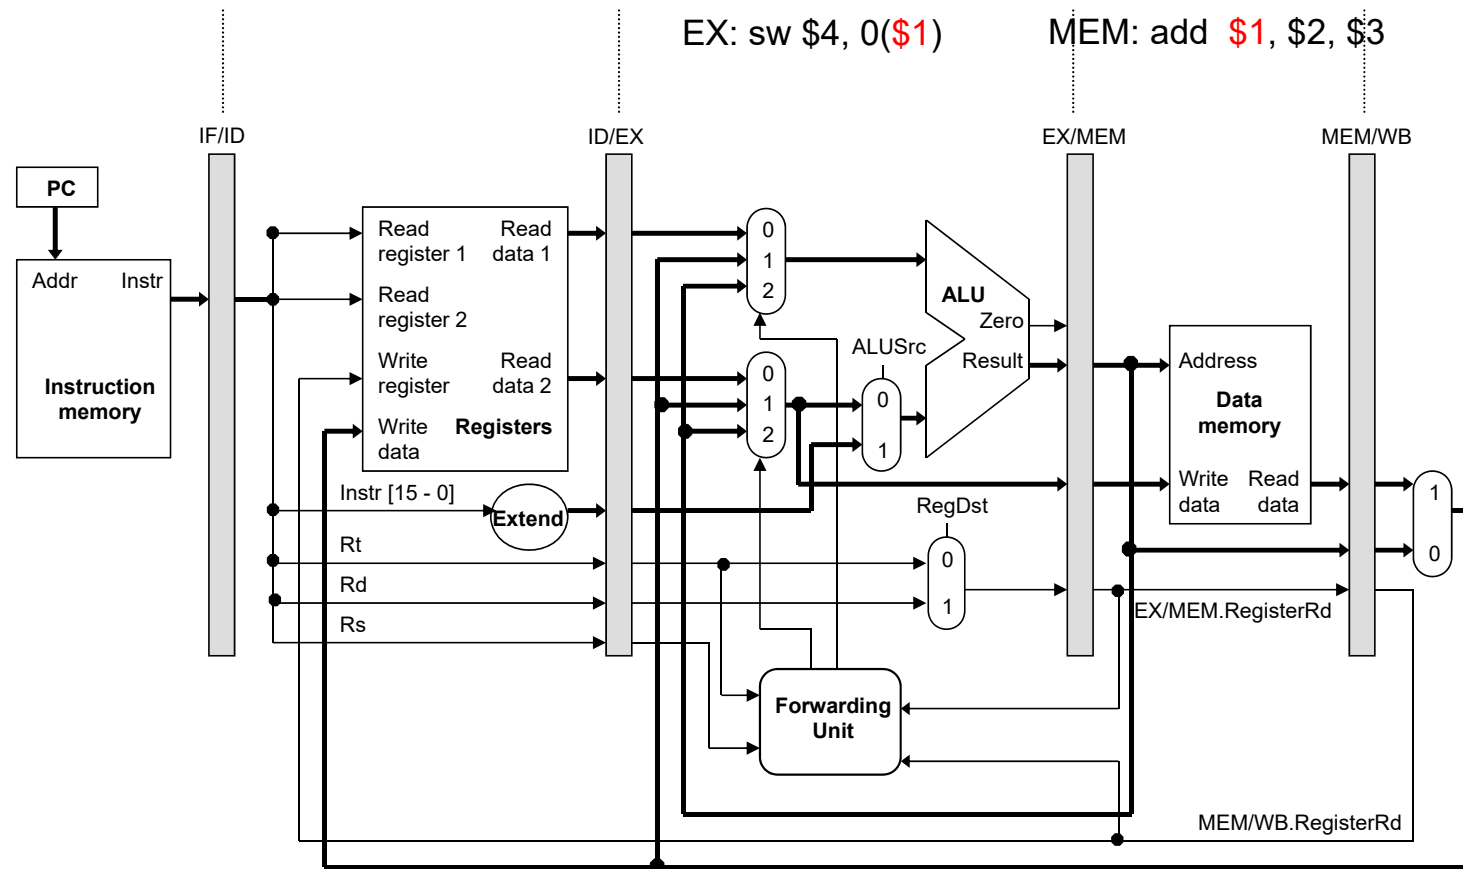 EX: sw $4, 0($1)
MEM: add $1, $2, $3
IF/ID
ID/EX
EX/MEM
MEM/WB
PC
Addr
Instr
Instruction
memory
Read
register 1
Read
data 1
Read
register 2
Write
register
Read
data 2
Write
data
Registers
Instr [15 - 0]
Extend
Rt
Rd
Rs
0
1
2
0
1
2
ALUSrc
0
1
ALU
Zero
Result
RegDst
0
1
Forwarding
Unit
Address
Data
memory
Write
data
Read
data
1
0
EX/MEM.RegisterRd
MEM/WB.RegisterRd